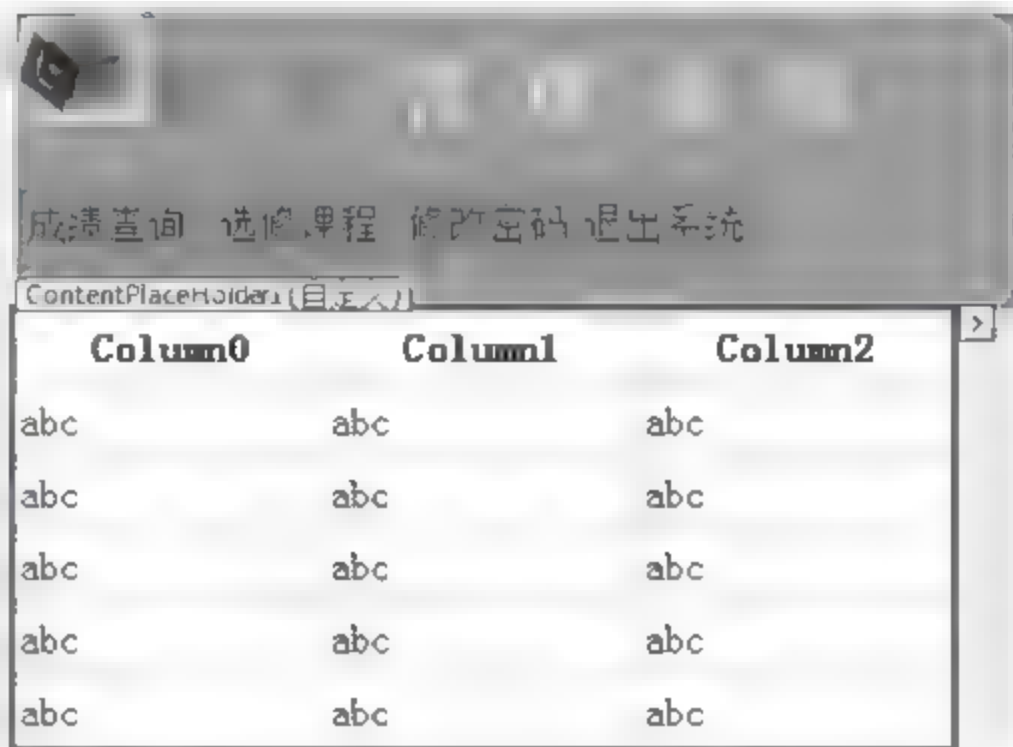 成绩查询 选修课程 修改密码 退出系统
ContentPlaceHolder1(自定义)
>
Column0 Column1 Column2
abc abc abc
abc abc abc
abc abc abc
abc abc abc
abc abc abc